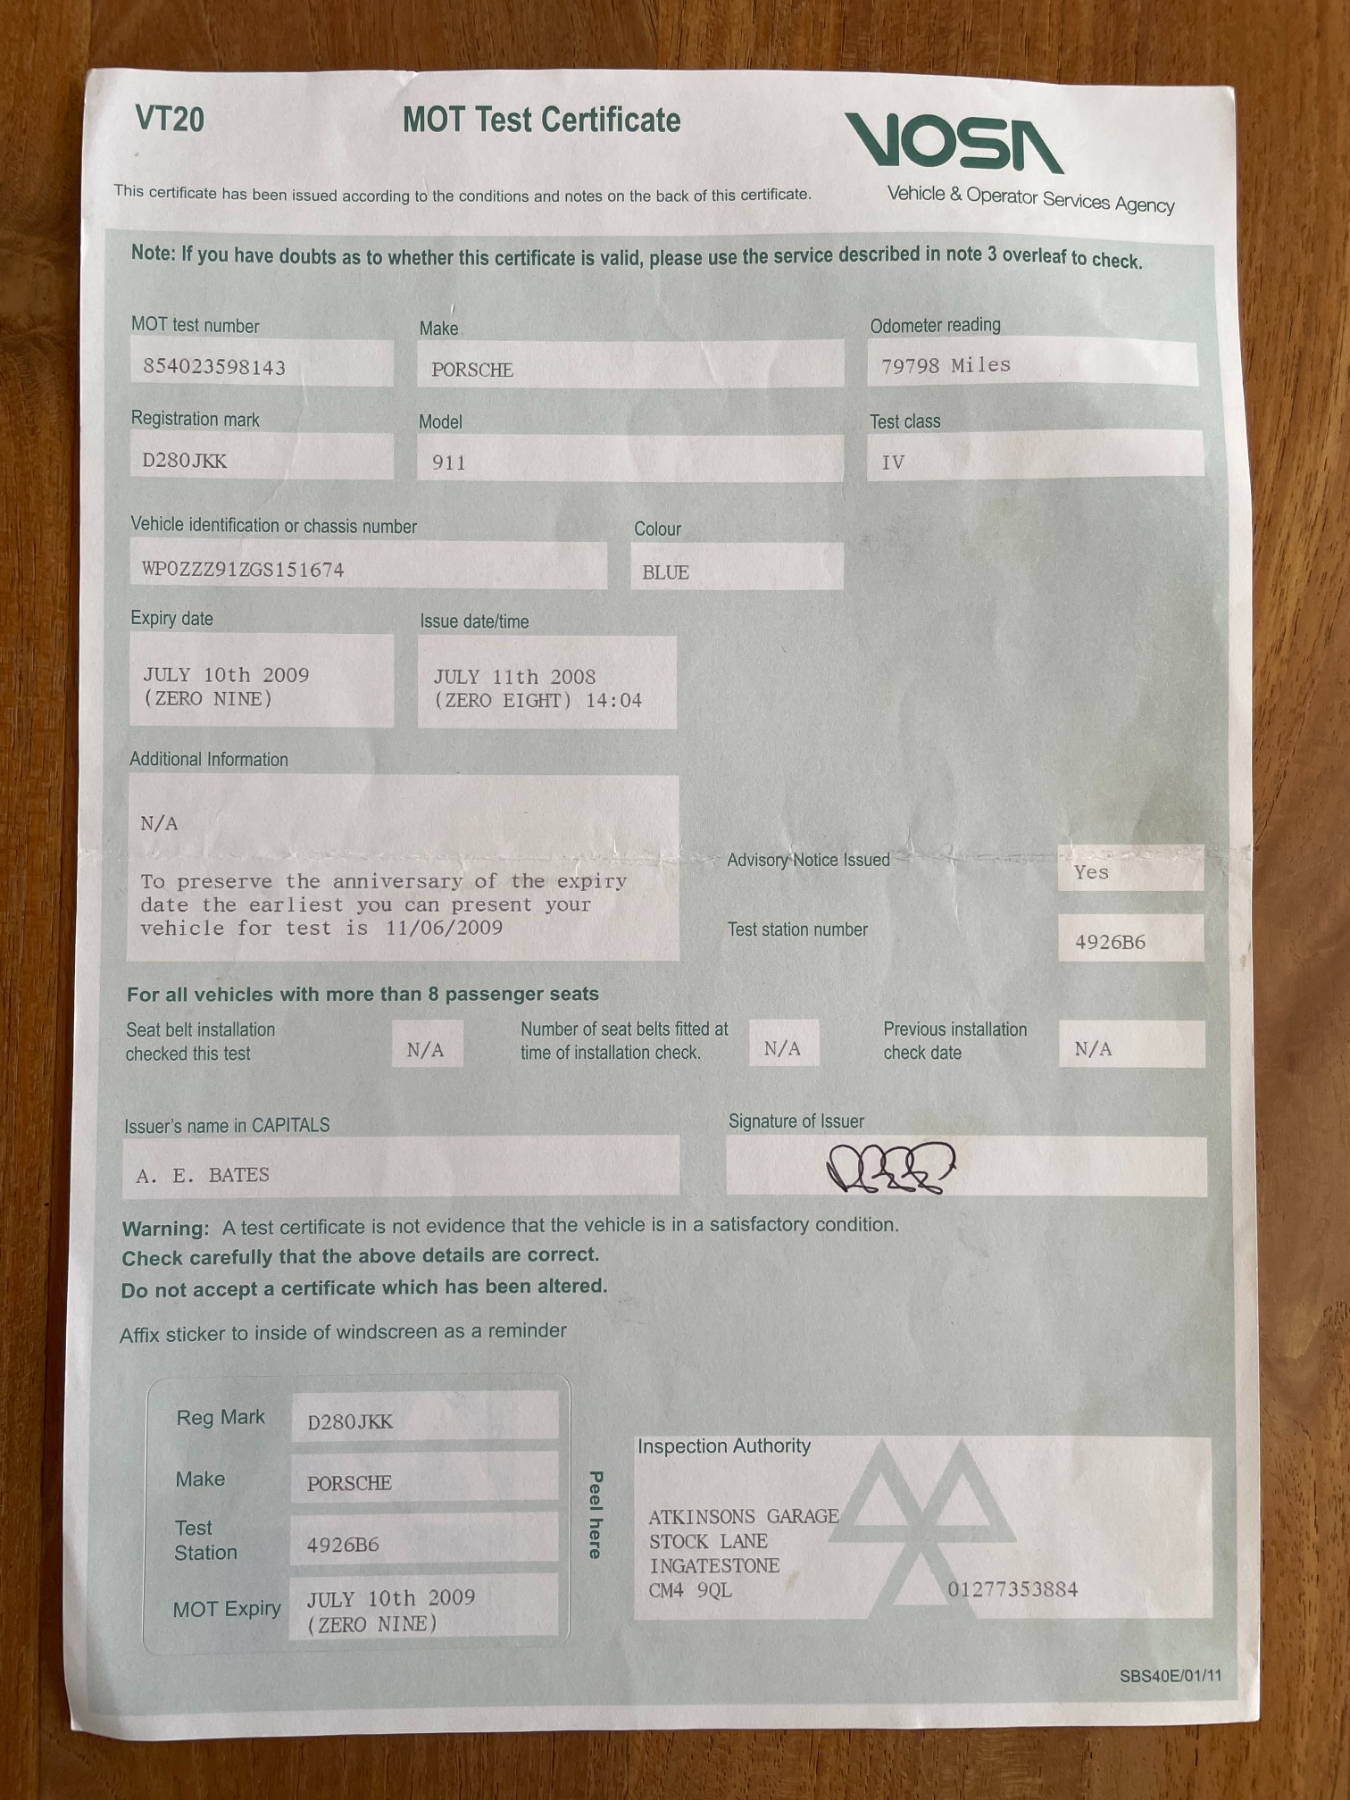 VT20
MOT Test Certificate
VOSA
Vehicle & Operator Services Agency
This certificate has been issued according to the conditions and notes on the back of this certificate.
Note: If you have doubts as to whether this certificate is valid, please use the service described in note 3 overleaf to check.
MOT test number
854023598143
Make
PORSCHE
Odometer reading
79798 Miles
Registration mark
D280JKK
Model
911
Test class
IV
Vehicle identification or chassis number
WP0ZZZ91ZGS151674
Colour
BLUE
Expiry date
JULY 10th 2009
(ZERO NINE)
Issue date/time
JULY 11th 2008
(ZERO EIGHT) 14:04
Additional Information
N/A
To preserve the anniversary of the expiry
date the earliest you can present your
vehicle for test is 11/06/2009
Advisory Notice Issued
Yes
Test station number
4926B6
For all vehicles with more than 8 passenger seats
Seat belt installation
checked this test
N/A
Number of seat belts fitted at
time of installation check.
N/A
Previous installation
check date
N/A
Issuer's name in CAPITALS
A. E. BATES
Signature of Issuer
Warning: A test certificate is not evidence that the vehicle is in a satisfactory condition.
Check carefully that the above details are correct.
Do not accept a certificate which has been altered.
Affix sticker to inside of windscreen as a reminder
Reg Mark
D280JKK
Make
PORSCHE
Test
Station
4926B6
MOT Expiry
JULY 10th 2009
(ZERO NINE)
Peel here
Inspection Authority
ATKINSONS GARAGE
STOCK LANE
INGATESTONE
CM4 9QL
01277353884
SBS40E/01/11